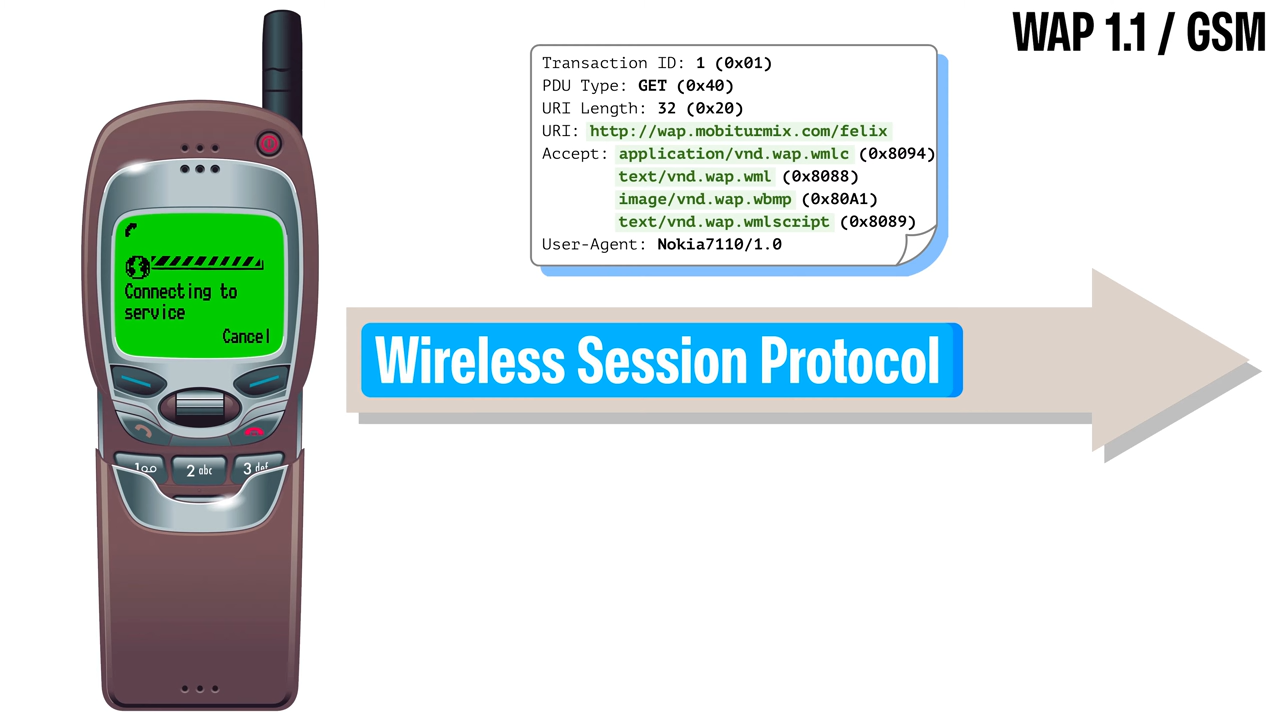 WAP 1.1 / GSM
Transaction ID: 1 (0x01)
PDU Type: GET (0x40)
URI Length: 32 (0x20)
URI: http://wap.mobiturmix.com/felix
Accept: application/vnd.wap.wmlc (0x8094)
text/vnd.wap.wml (0x8088)
image/vnd.wap.wbmp (0x80A1)
text/vnd.wap.wmlscript (0x8089)
User-Agent: Nokia7110/1.0
Connecting to
service
Cancel
Wireless Session Protocol
1 2 abc 3 def